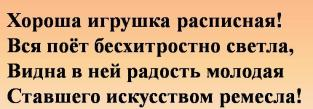 Хороша игрушка расписная!
Вся поёт бесхитростно светла,
Видна в ней радость молодая
Ставшего искусством ремесла!